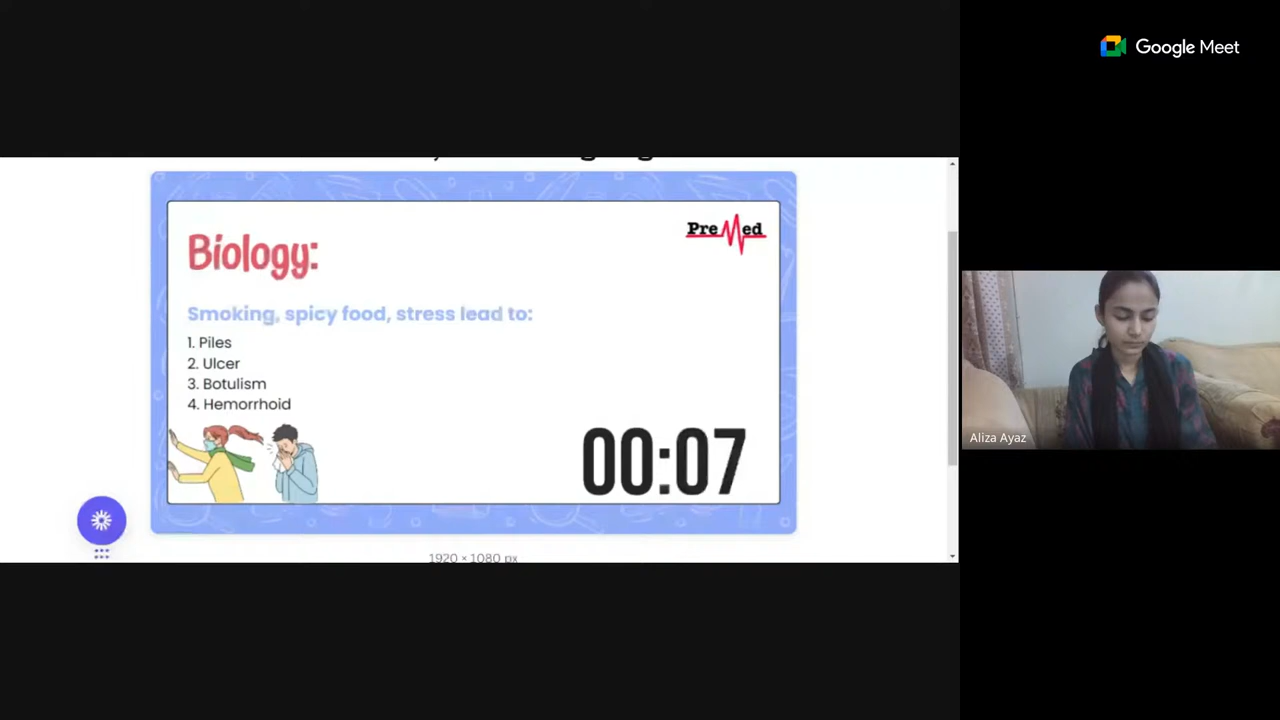 Google Meet
PreMed
Biology:
Smoking, spicy food, stress lead to:
1. Piles
2. Ulcer
3. Botulism
4. Hemorrhoid
00:07
Aliza Ayaz
1920 × 1080 px